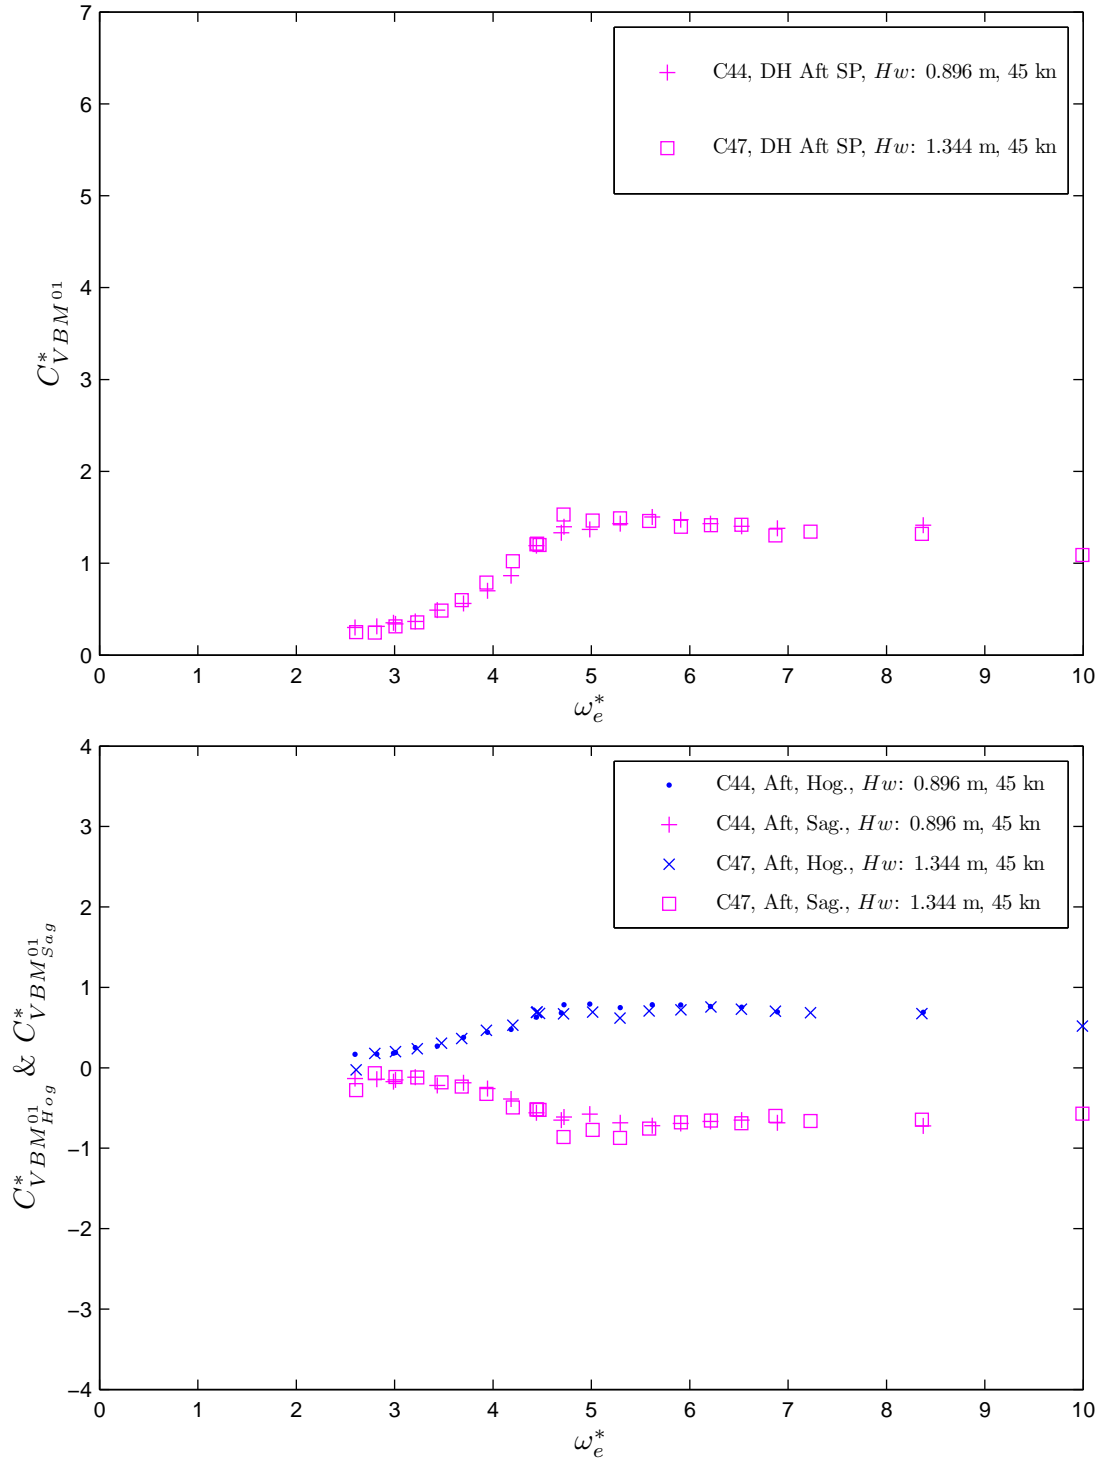 7
C44, DH Aft SP, Hw: 0.896 m, 45 kn
6
C47, DH Aft SP, Hw: 1.344 m, 45 kn
5
4
C*VBM01
3
2
1
0
0 1 2 3 4 5 6 7 8 9 10
ω*e
4
C44, Aft, Hog., Hw: 0.896 m, 45 kn
3
C44, Aft, Sag., Hw: 0.896 m, 45 kn
C47, Aft, Hog., Hw: 1.344 m, 45 kn
2
C47, Aft, Sag., Hw: 1.344 m, 45 kn
1
C*VBM01Hog & C*VBM01Sag
0
−1
−2
−3
−4
0 1 2 3 4 5 6 7 8 9 10
ω*e